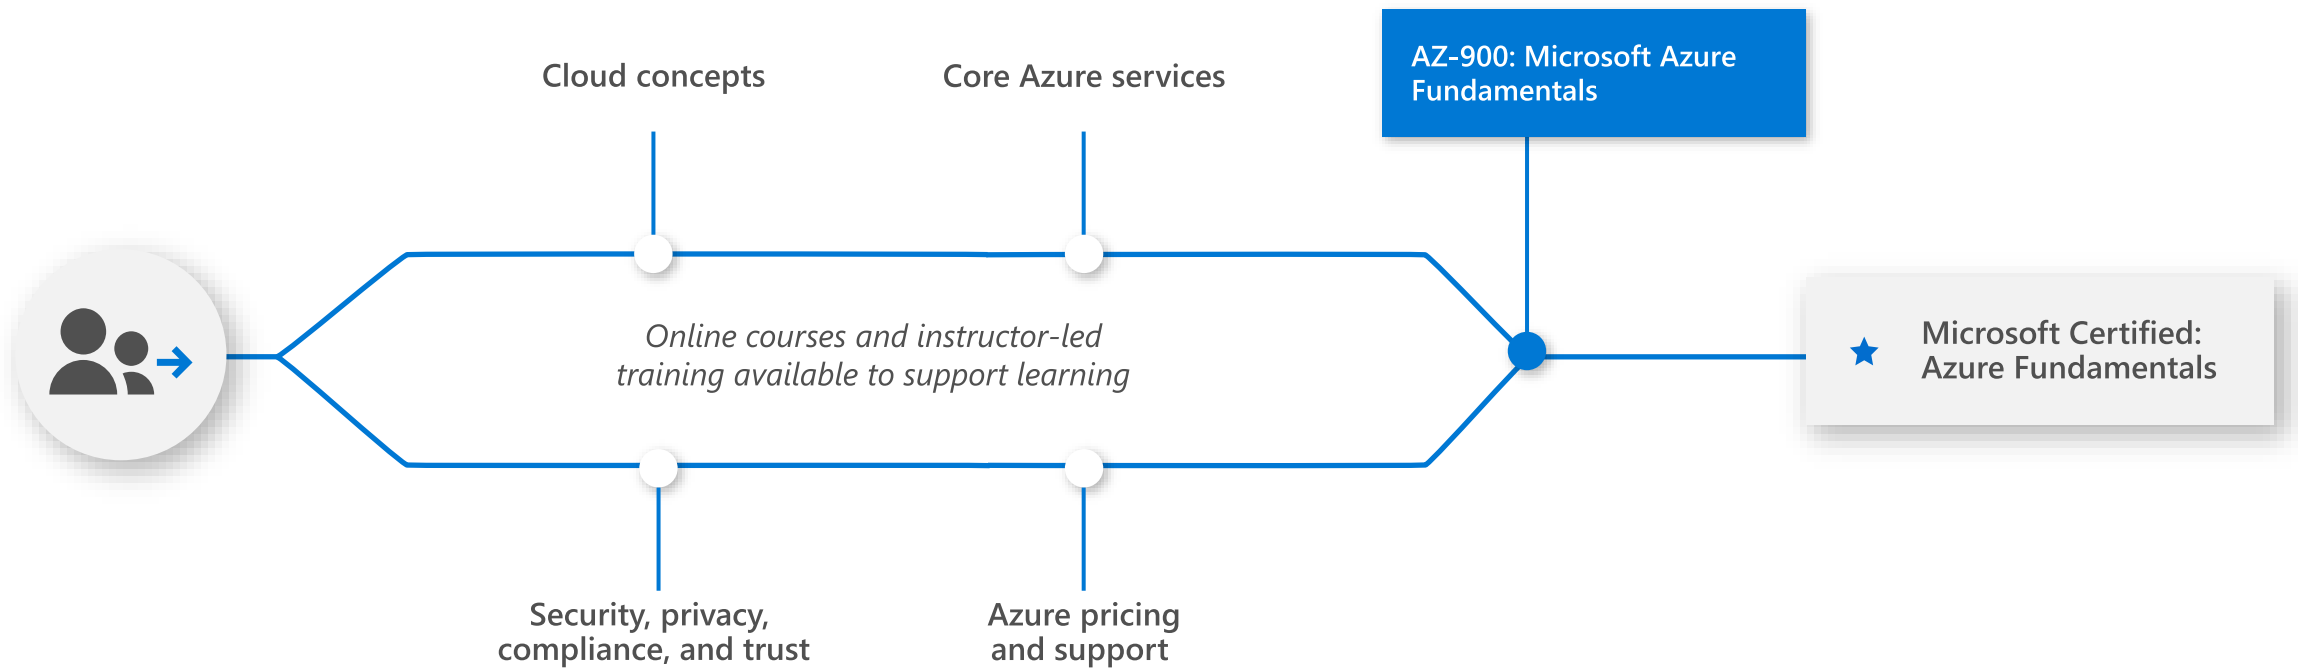 Cloud concepts
Core Azure services
AZ-900: Microsoft Azure
Fundamentals
Online courses and instructor-led
training available to support learning
Microsoft Certified:
Azure Fundamentals
Security, privacy,
compliance, and trust
Azure pricing
and support